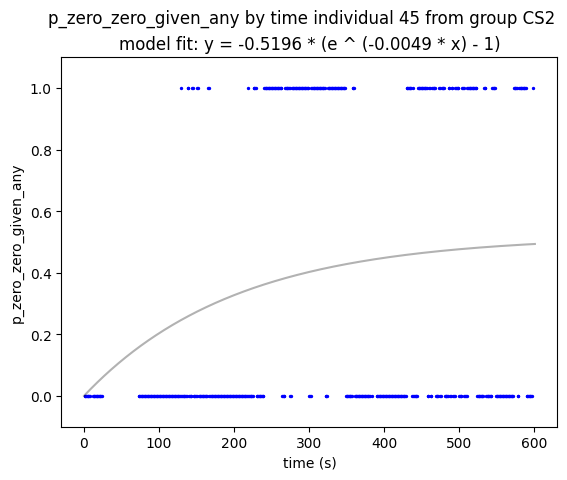 p_zero_zero_given_any by time individual 45 from group CS2
model fit: y = -0.5196 * (e ^ (-0.0049 * x) - 1)
p_zero_zero_given_any
1.0
0.8
0.6
0.4
0.2
0.0
0 100 200 300 400 500 600
time (s)